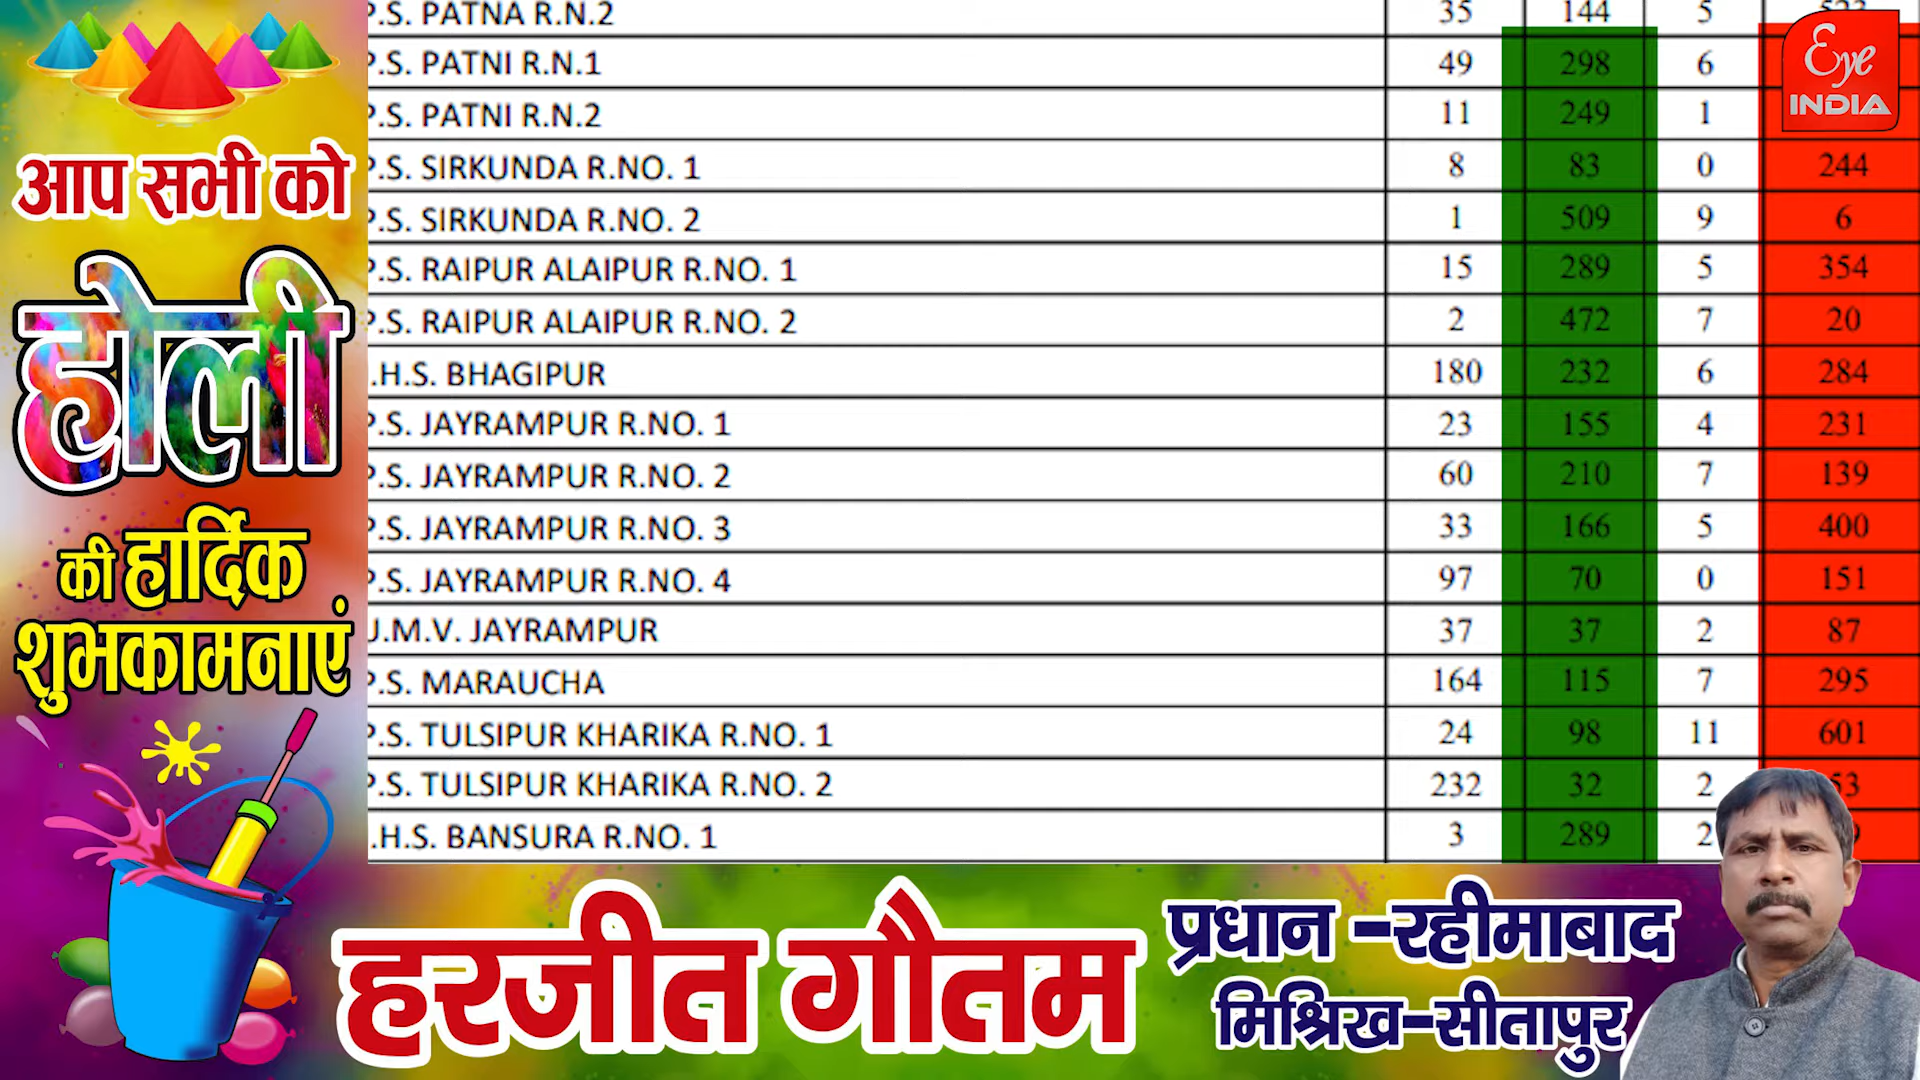 आप सभी को
होली
की हार्दिक
शुभकामनाएं
P.S. PATNA R.N.2 35 144 5
P.S. PATNI R.N.1 49 298 6
P.S. PATNI R.N.2 11 249 1
P.S. SIRKUNDA R.NO. 1 8 83 0 244
P.S. SIRKUNDA R.NO. 2 1 509 9 6
P.S. RAIPUR ALAIPUR R.NO. 1 15 289 5 354
P.S. RAIPUR ALAIPUR R.NO. 2 2 472 7 20
.H.S. BHAGIPUR 180 232 6 284
P.S. JAYRAMPUR R.NO. 1 23 155 4 231
P.S. JAYRAMPUR R.NO. 2 60 210 7 139
P.S. JAYRAMPUR R.NO. 3 33 166 5 400
P.S. JAYRAMPUR R.NO. 4 97 70 0 151
J.M.V. JAYRAMPUR 37 37 2 87
P.S. MARAUCHA 164 115 7 295
P.S. TULSIPUR KHARIKA R.NO. 1 24 98 11 601
P.S. TULSIPUR KHARIKA R.NO. 2 232 32 2 53
.H.S. BANSURA R.NO. 1 3 289 2
Eye
INDIA
हरजीत गौतम
प्रधान -रहीमाबाद
मिश्रिख-सीतापुर